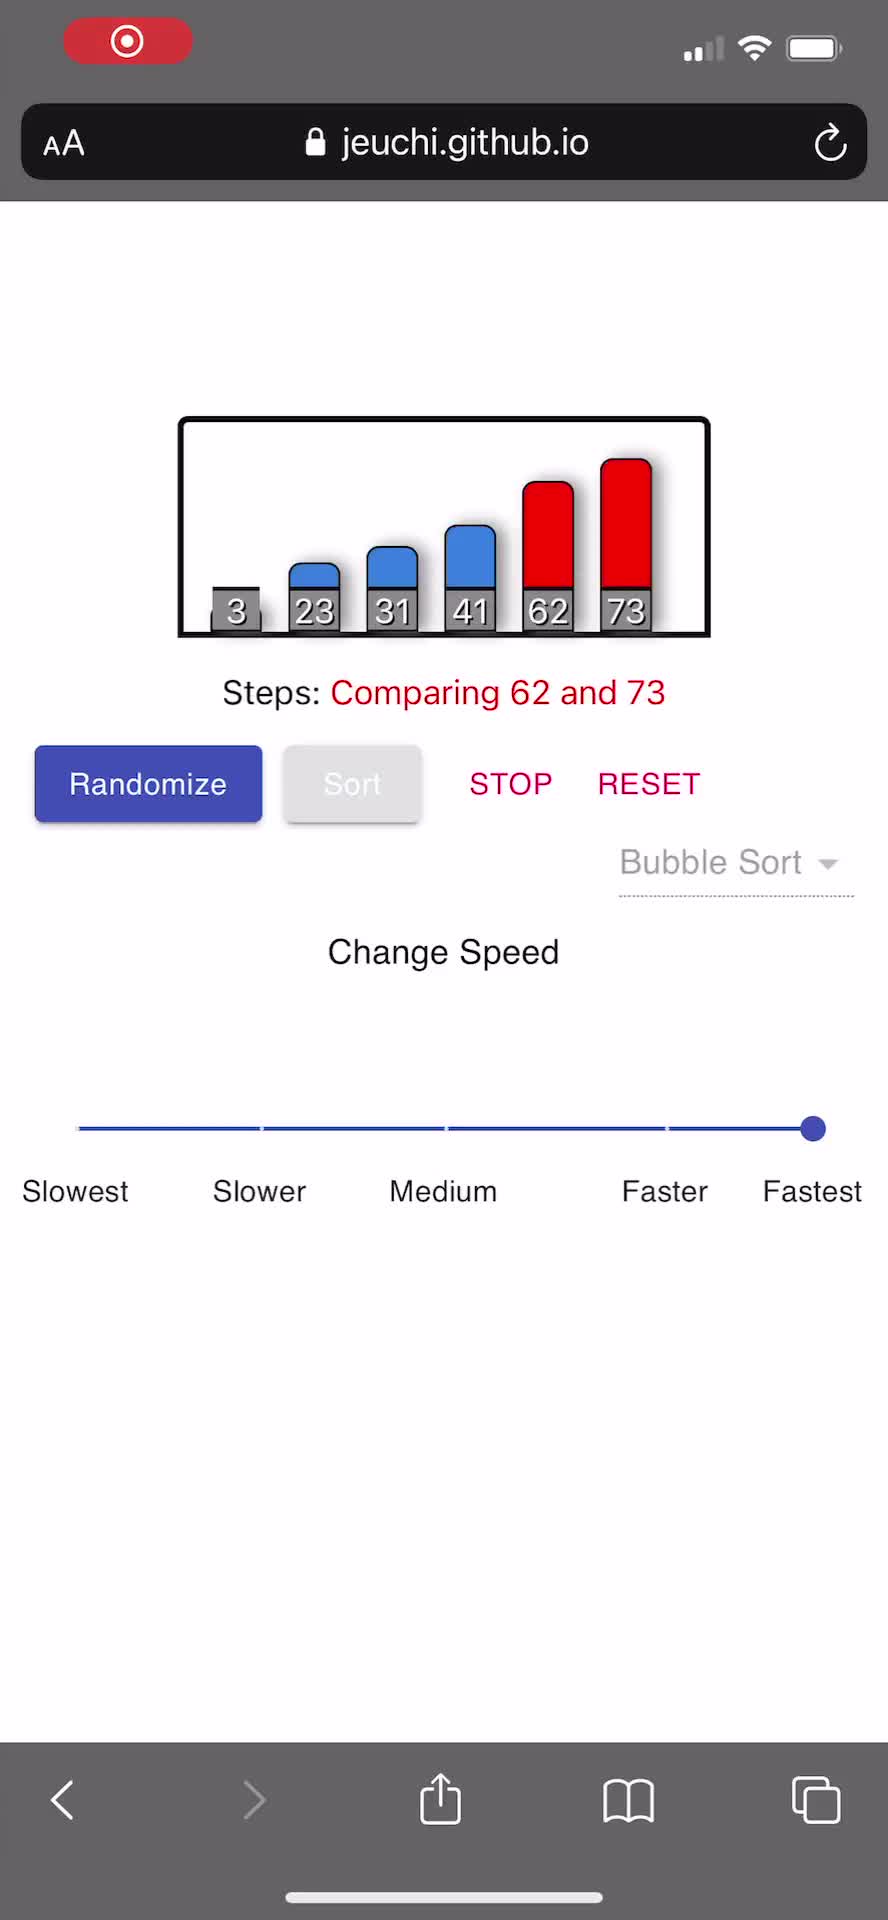 AA jeuchi.github.io
3 23 31 41 62 73
Steps: Comparing 62 and 73
Randomize Sort STOP RESET
Bubble Sort
Change Speed
Slowest Slower Medium Faster Fastest